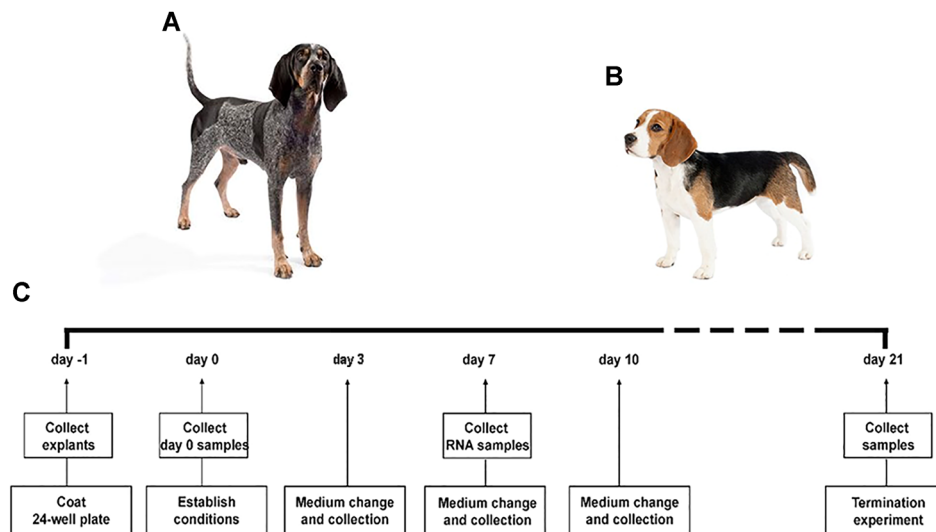 A
B
C
day -1
day 0
day 3
day 7
day 10
day 21
Collect
explants
Collect
day 0 samples
Collect
RNA samples
Collect
samples
Coat
24-well plate
Establish
conditions
Medium change
and collection
Medium change
and collection
Medium change
and collection
Termination
experiment